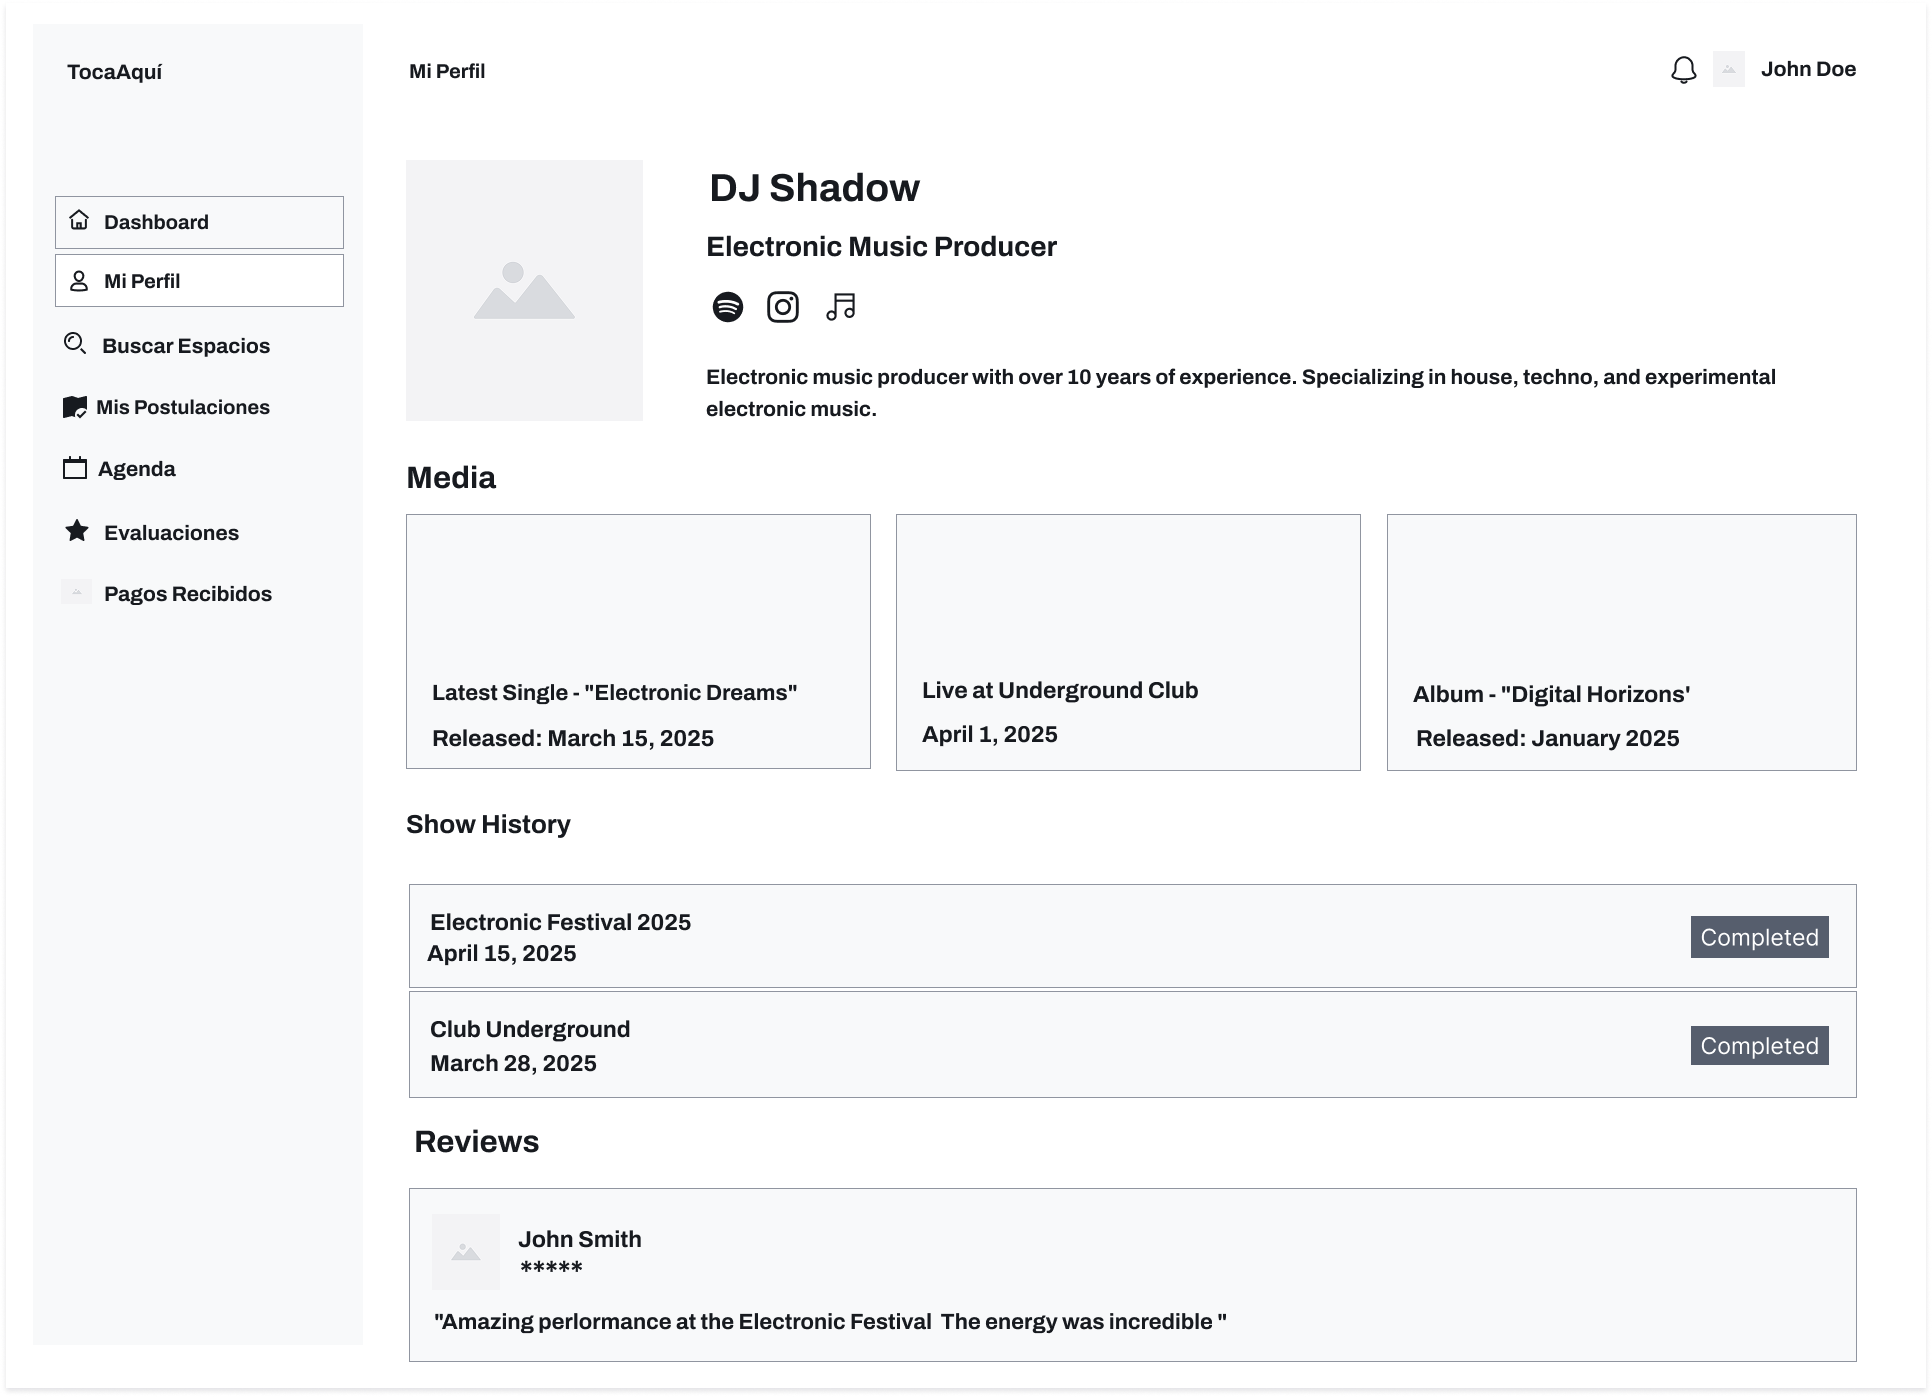 TocaAquí
Mi Perfil
John Doe
Dashboard
Mi Perfil
Buscar Espacios
Mis Postulaciones
Agenda
Evaluaciones
Pagos Recibidos
DJ Shadow
Electronic Music Producer
Electronic music producer with over 10 years of experience. Specializing in house, techno, and experimental
electronic music.
Media
Latest Single - "Electronic Dreams"
Released: March 15, 2025
Live at Underground Club
April 1, 2025
Album - "Digital Horizons'
Released: January 2025
Show History
Electronic Festival 2025
April 15, 2025
Completed
Club Underground
March 28, 2025
Completed
Reviews
John Smith
*****
"Amazing perlormance at the Electronic Festival  The energy was incredible "